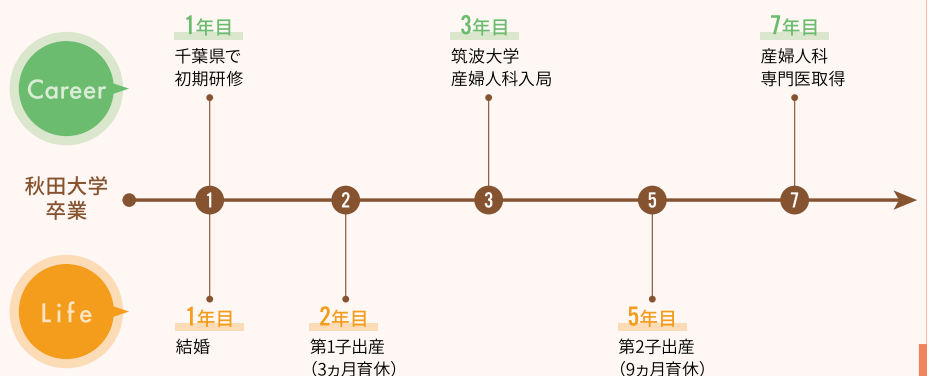 Career
1年目
千葉県で
初期研修
3年目
筑波大学
産婦人科入局
7年目
産婦人科
専門医取得
秋田大学
卒業
1
2
3
5
7
Life
1年目
結婚
2年目
第1子出産
（3ヵ月育休）
5年目
第2子出産
（9ヵ月育休）